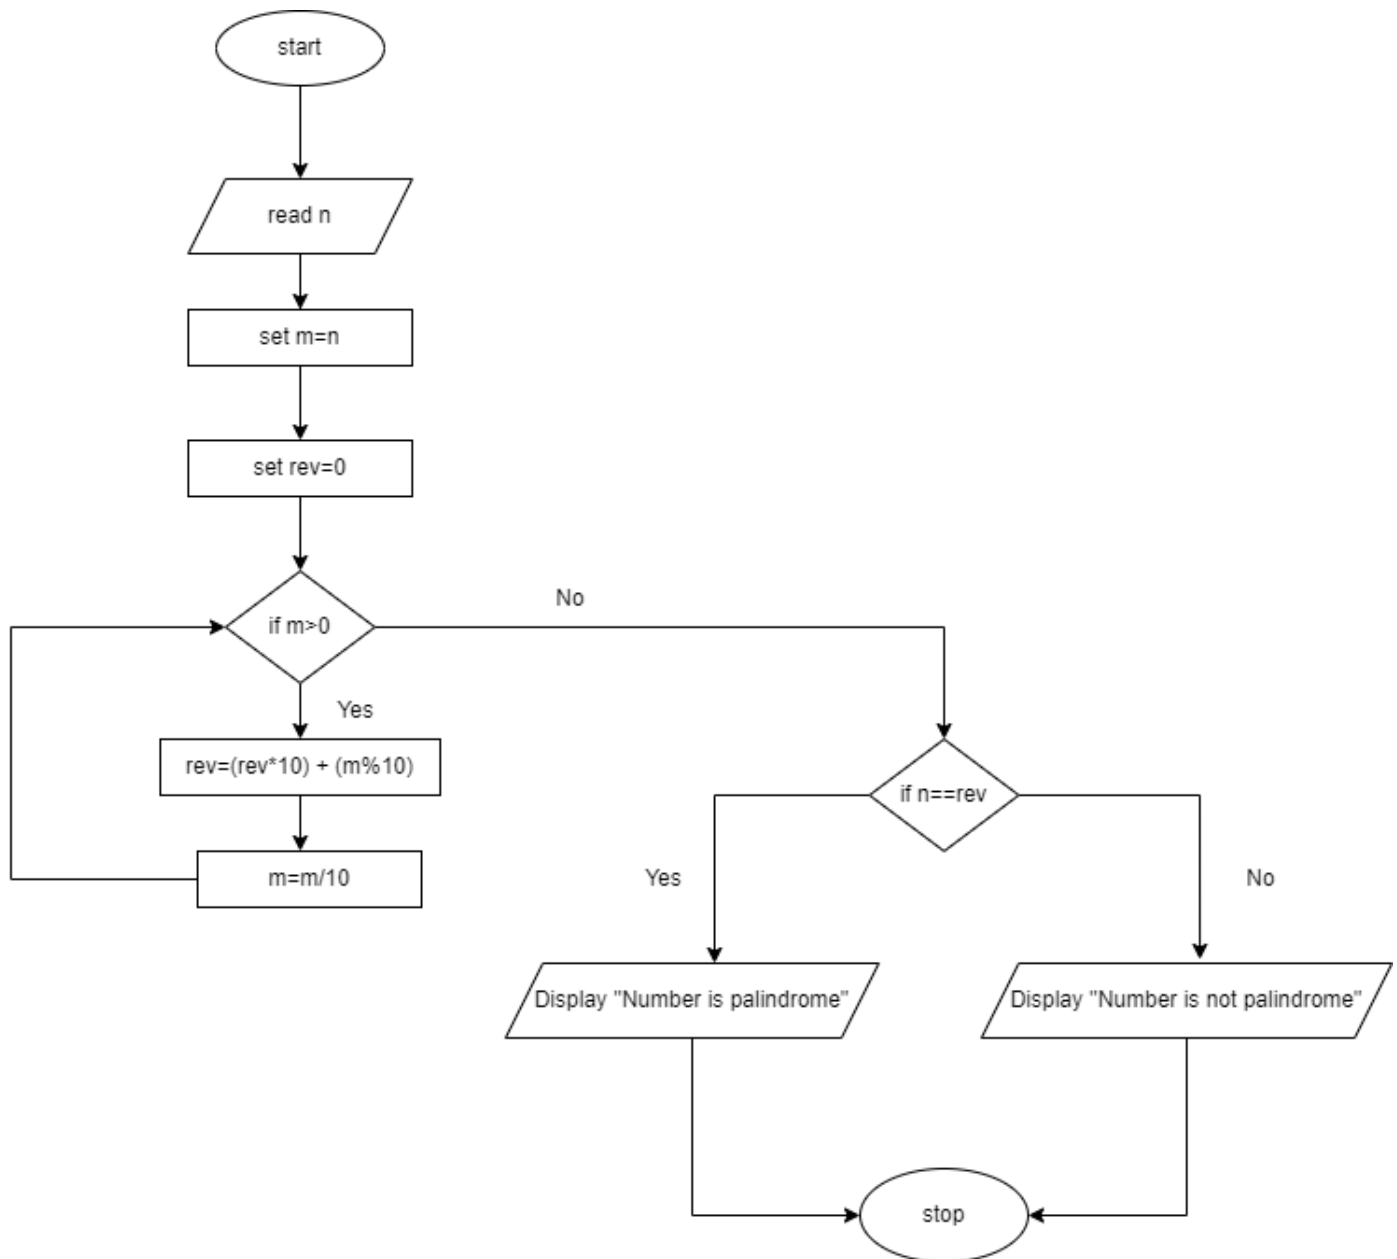 start
read n
set m=n
set rev=0
if m>0
No
Yes
rev=(rev*10) + (m%10)
m=m/10
if n==rev
Yes
No
Display "Number is palindrome"
Display "Number is not palindrome"
stop